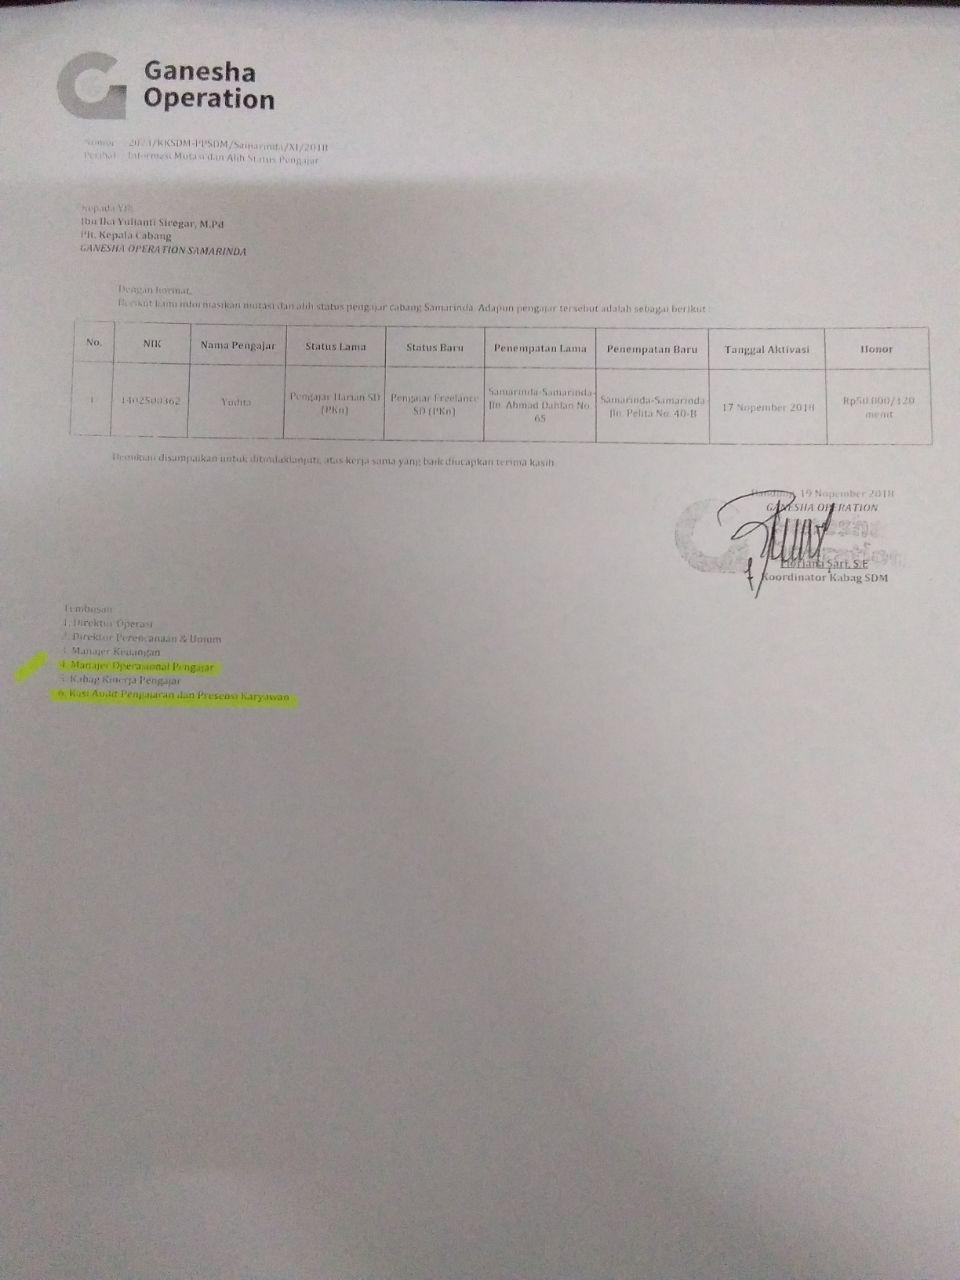 Ganesha
Operation
Nomor : 2023/KKSDM-PPSDM/Samarinda/XI/2018
Perihal : Informasi Mutasi dan Alih Status Pengajar
Kepada Yth.
Ibu Ika Yulianti Siregar, M.Pd
Plt. Kepala Cabang
GANESHA OPERATION SAMARINDA
Dengan hormat,
Berikut kami informasikan mutasi dan alih status pengajar cabang Samarinda. Adapun pengajar tersebut adalah sebagai berikut :
No. NIK Nama Pengajar Status Lama Status Baru Penempatan Lama Penempatan Baru Tanggal Aktivasi Honor
1 1402500362 Yudita Pengajar Harian SD (PKn) Pengajar Freelance SD (PKn) Samarinda-Samarinda-Jln. Ahmad Dahlan No. 65 Samarinda-Samarinda-Jln. Pelita No. 40-B 17 Nopember 2018 Rp50.000/120 menit
Demikian disampaikan untuk ditindaklanjuti, atas kerja sama yang baik diucapkan terima kasih.
Bandung, 19 Nopember 2018
GANESHA OPERATION
Sari, S.E
Koordinator Kabag SDM
Tembusan
1. Direktur Operasi
2. Direktur Perencanaan & Umum
3. Manajer Keuangan
4. Manajer Operasional Pengajar
5. Kabag Kinerja Pengajar
6. Kasi Audit Pengajaran dan Presensi Karyawan